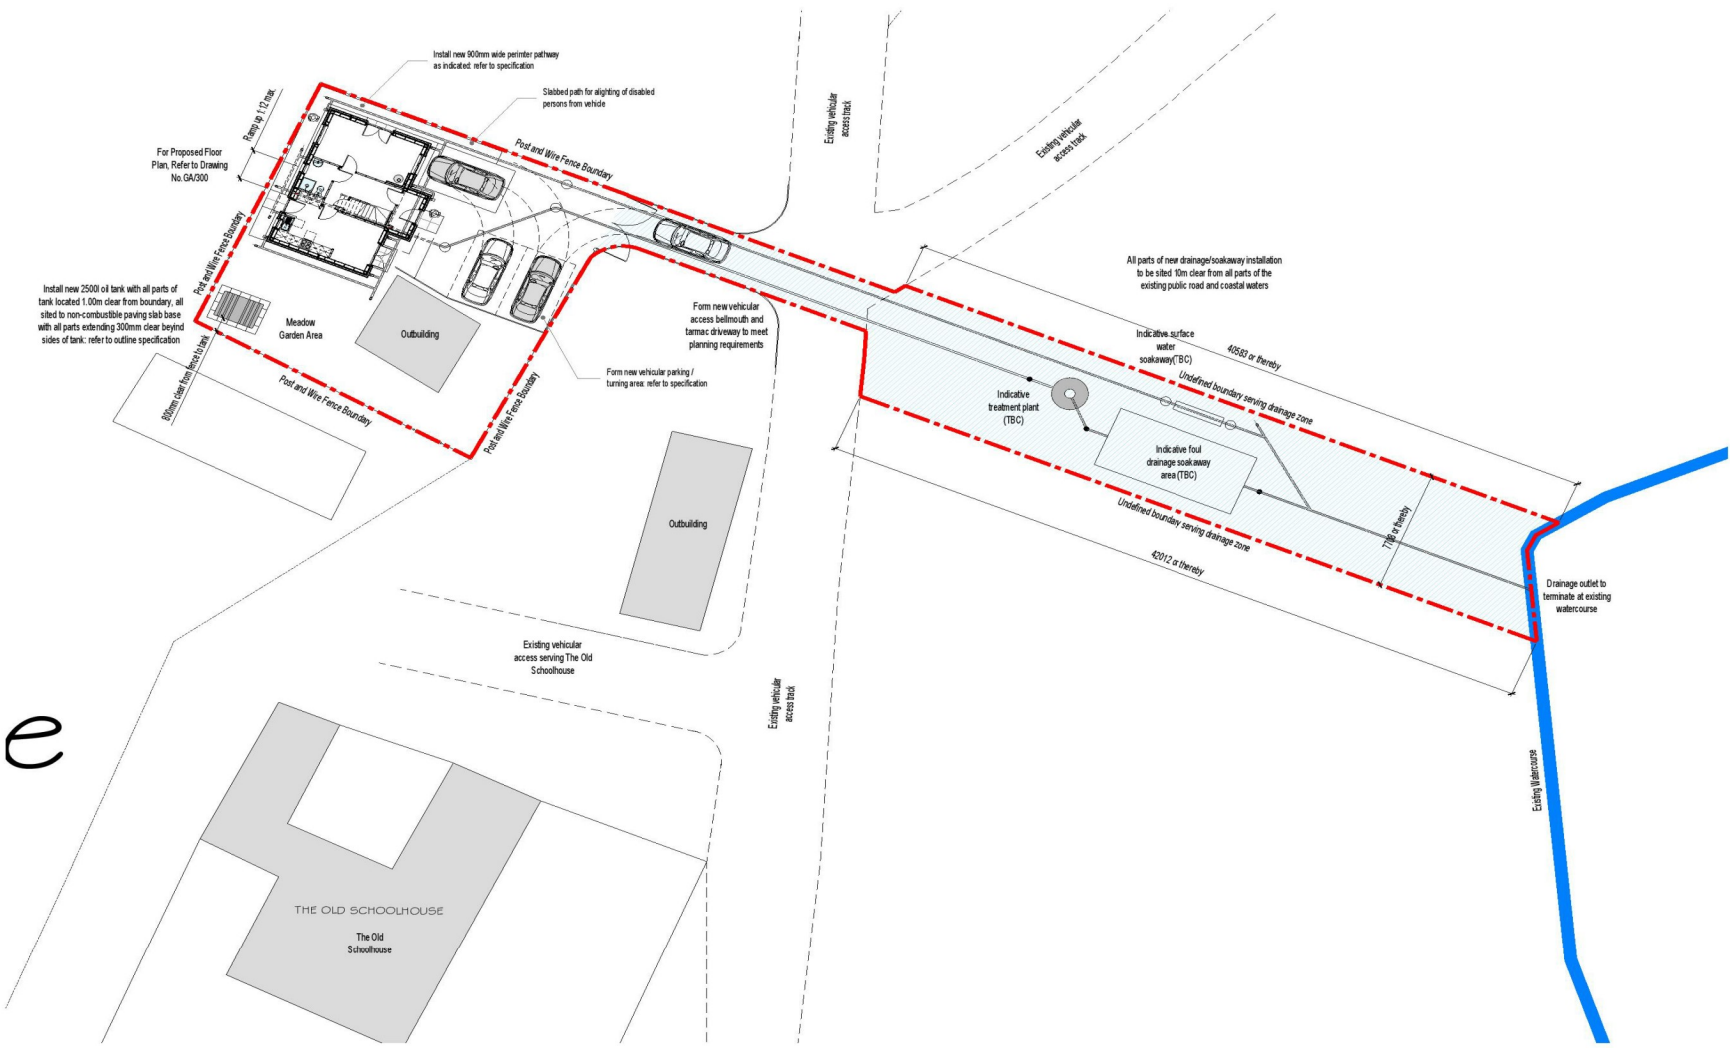 Install new 900mm wide perimter pathway
as indicated: refer to specification
Slabbed path for alighting of disabled
persons from vehicle
Ramp up 1:12 max.
For Proposed Floor
Plan, Refer to Drawing
No. GA/300
Post and Wire Fence Boundary
Existing vehicular
access track
Existing vehicular
access track
Post and Wire Fence Boundary
Install new 2500l oil tank with all parts of
tank located 1.00m clear from boundary, all
sited to non-combustible paving slab base
with all parts extending 300mm clear beyind
sides of tank: refer to outline specification
Meadow
Garden Area
Outbuilding
800mm clear from fence to tank
Post and Wire Fence Boundary
Post and Wire Fence Boundary
Form new vehicular
access bellmouth and
tarmac driveway to meet
planning requirements
Form new vehicular parking /
turning area: refer to specification
All parts of new drainage/soakaway installation
to be sited 10m clear from all parts of the
existing public road and coastal waters
Indicative surface
water
soakaway(TBC)
40583 or thereby
Undefined boundary serving drainage zone
Indicative
treatment plant
(TBC)
Indicative foul
drainage soakaway
area (TBC)
Undefined boundary serving drainage zone
7708 or thereby
42012 or thereby
Drainage outlet to
terminate at existing
watercourse
Outbuilding
Existing vehicular
access serving The Old
Schoolhouse
Existing vehicular
access track
Existing Watercourse
e
THE OLD SCHOOLHOUSE
The Old
Schoolhouse